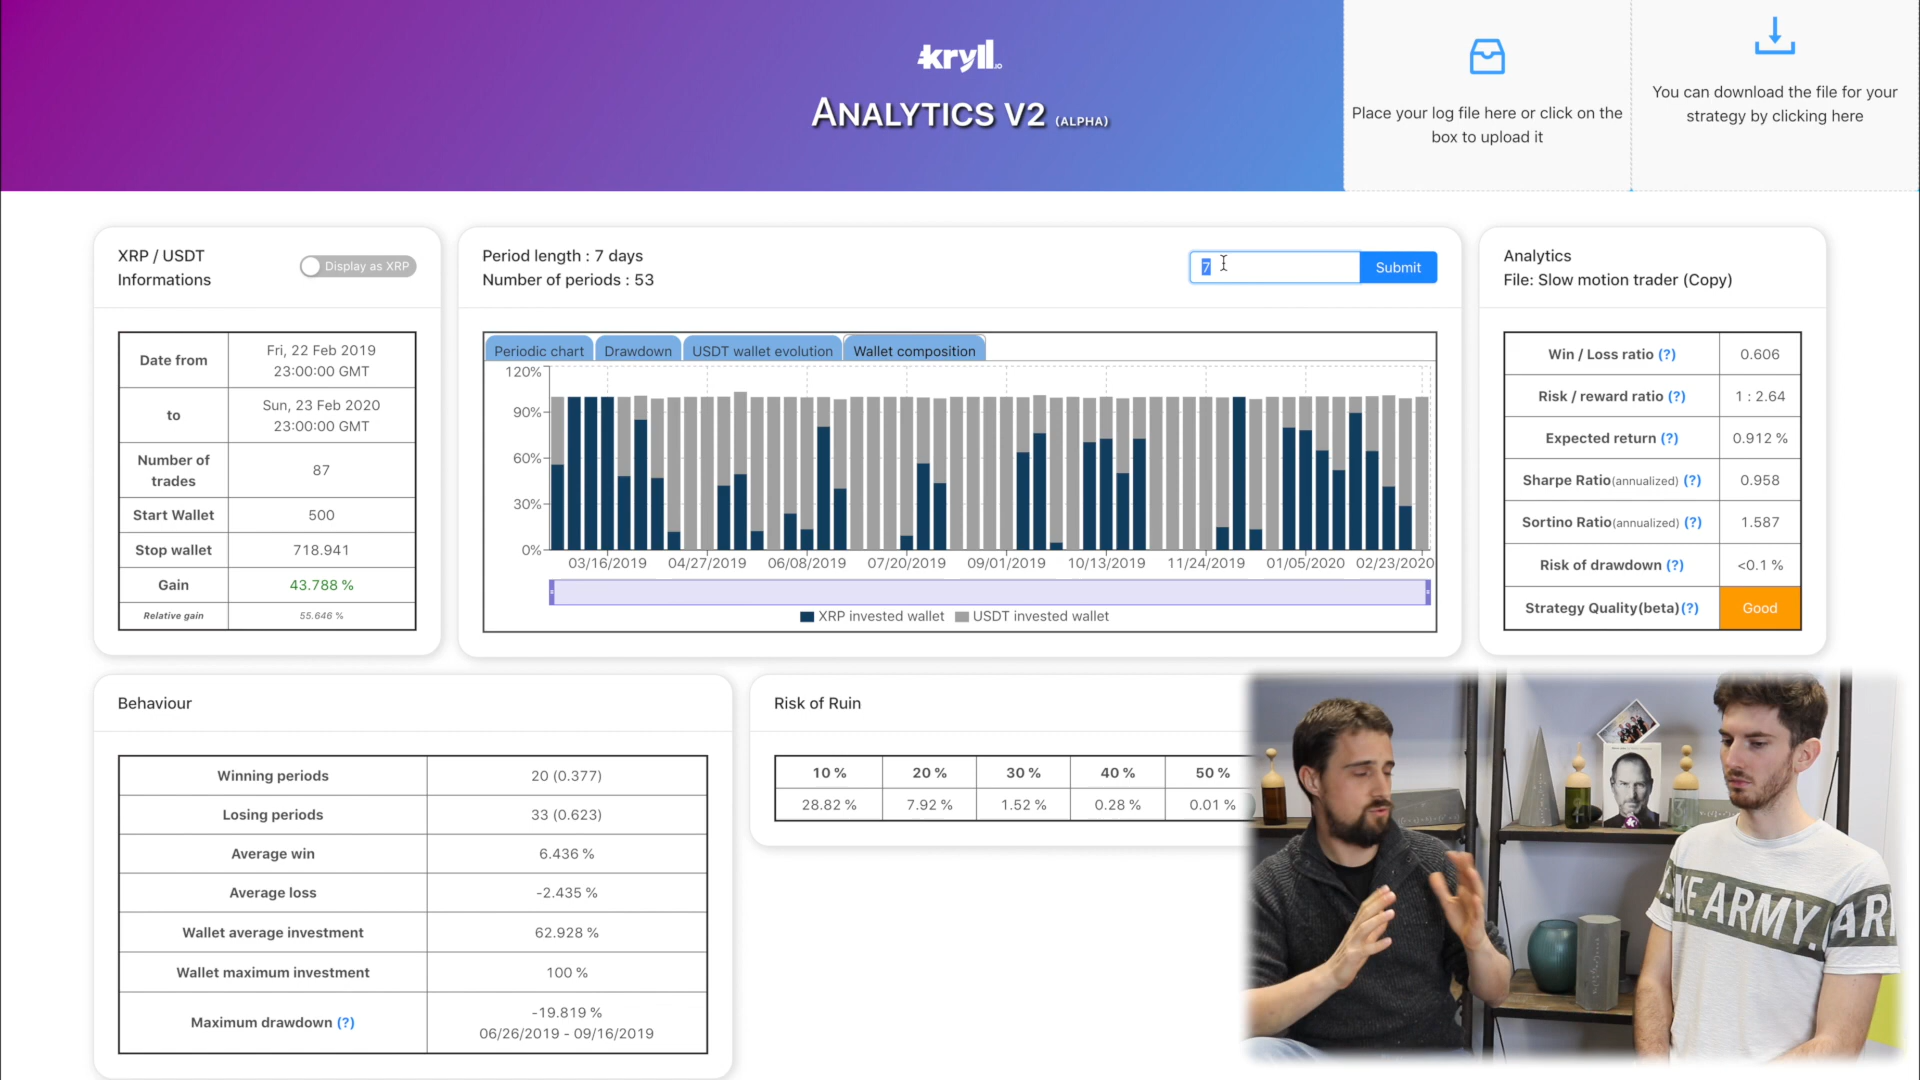 kryll.io
ANALYTICS V2 (ALPHA)
Place your log file here or click on the
box to upload it
You can download the file for your
strategy by clicking here
XRP / USDT
Informations
Display as XRP
Date from
Fri, 22 Feb 2019
23:00:00 GMT
to
Sun, 23 Feb 2020
23:00:00 GMT
Number of
trades
87
Start Wallet
500
Stop wallet
718.941
Gain
43.788 %
Relative gain
55.646 %
Period length : 7 days
Number of periods : 53
7
Submit
Periodic chart
Drawdown
USDT wallet evolution
Wallet composition
120%
90%
60%
30%
0%
03/16/2019
04/27/2019
06/08/2019
07/20/2019
09/01/2019
10/13/2019
11/24/2019
01/05/2020
02/23/2020
XRP invested wallet
USDT invested wallet
Analytics
File: Slow motion trader (Copy)
Win / Loss ratio (?)
0.606
Risk / reward ratio (?)
1 : 2.64
Expected return (?)
0.912 %
Sharpe Ratio(annualized) (?)
0.958
Sortino Ratio(annualized) (?)
1.587
Risk of drawdown (?)
<0.1 %
Strategy Quality(beta)(?)
Good
Behaviour
Winning periods
20 (0.377)
Losing periods
33 (0.623)
Average win
6.436 %
Average loss
-2.435 %
Wallet average investment
62.928 %
Wallet maximum investment
100 %
Maximum drawdown (?)
-19.819 %
06/26/2019 - 09/16/2019
Risk of Ruin
10 %
20 %
30 %
40 %
50 %
28.82 %
7.92 %
1.52 %
0.28 %
0.01 %
KE ARMY. AR